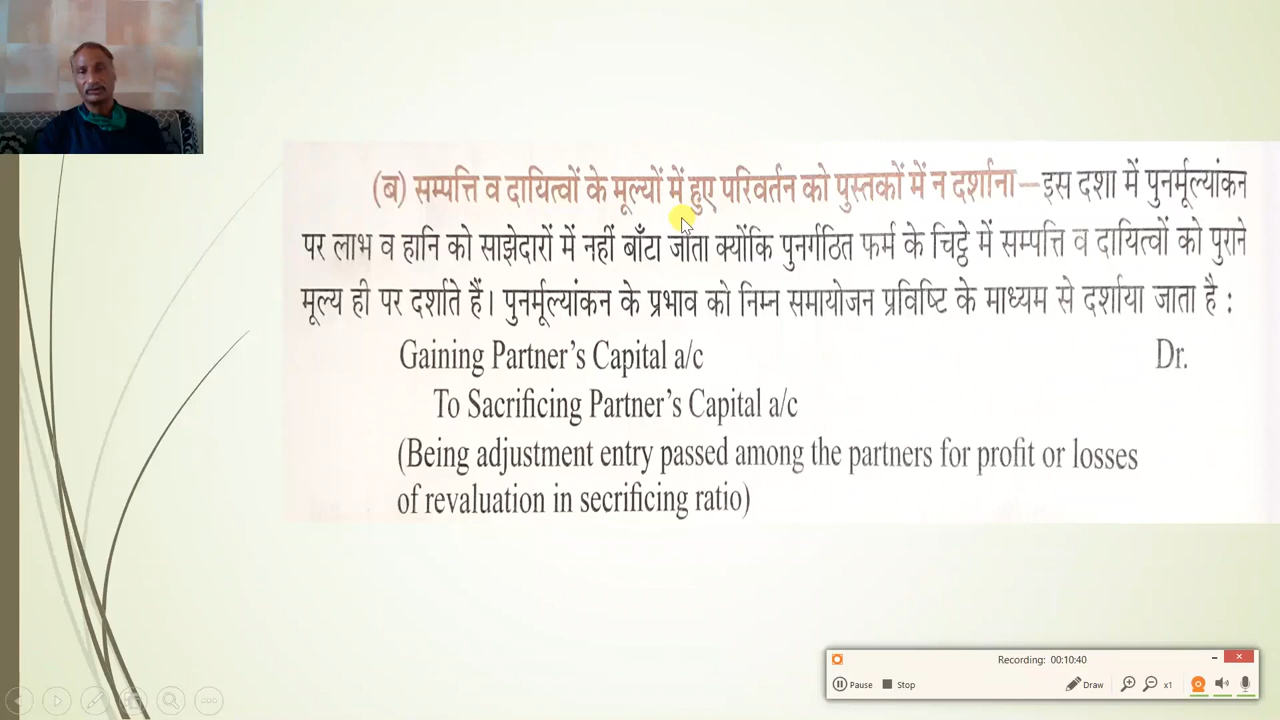 (ब) सम्पत्ति व दायित्वों के मूल्यों में हुए परिवर्तन को पुस्तकों में न दर्शाना—इस दशा में पुनर्मूल्यांकन
पर लाभ व हानि को साझेदारों में नहीं बाँटा जाता क्योंकि पुनर्गठित फर्म के चिट्ठे में सम्पत्ति व दायित्वों को पुराने
मूल्य ही पर दर्शाते हैं। पुनर्मूल्यांकन के प्रभाव को निम्न समायोजन प्रविष्टि के माध्यम से दर्शाया जाता है :
Gaining Partner's Capital a/c Dr.
To Sacrificing Partner's Capital a/c
(Being adjustment entry passed among the partners for profit or losses
of revaluation in secrificing ratio)
Recording: 00:10:40
Pause Stop Draw x1